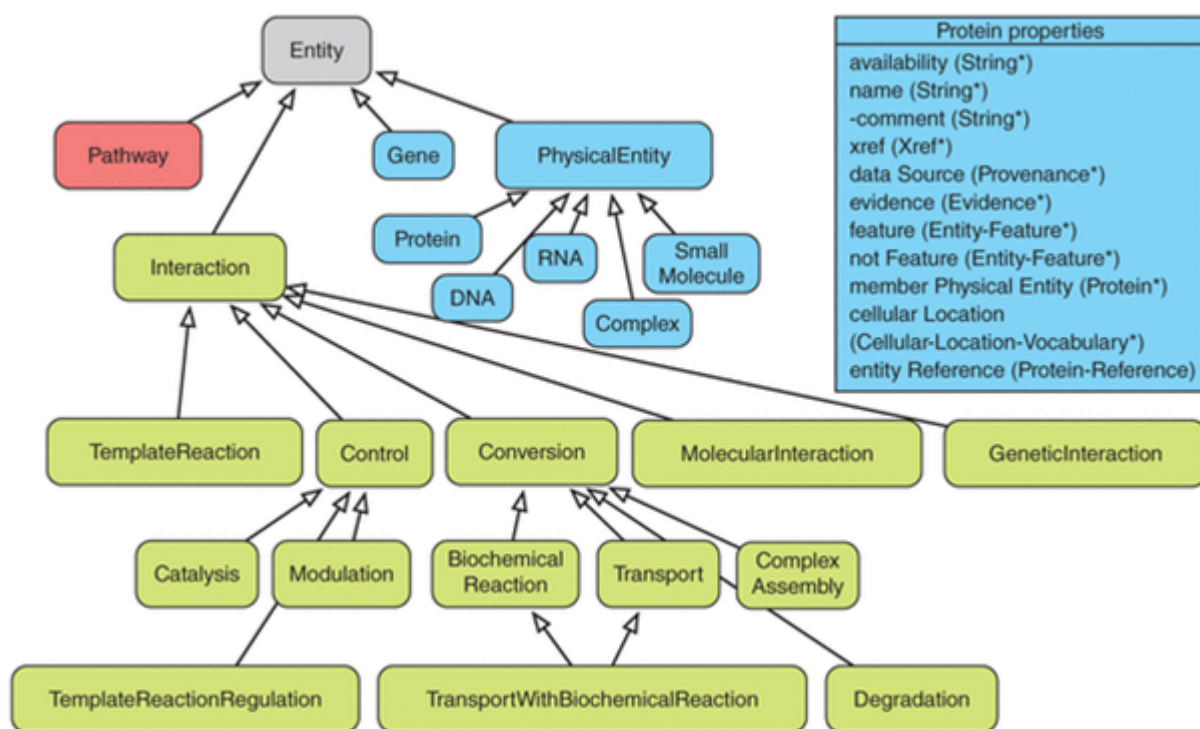 Entity
Protein properties
availability (String*)
name (String*)
-comment (String*)
xref (Xref*)
data Source (Provenance*)
evidence (Evidence*)
feature (Entity-Feature*)
not Feature (Entity-Feature*)
member Physical Entity (Protein*)
cellular Location
(Cellular-Location-Vocabulary*)
entity Reference (Protein-Reference)
Pathway
Gene
PhysicalEntity
Protein
RNA
Small
Molecule
DNA
Complex
Interaction
TemplateReaction
Control
Conversion
MolecularInteraction
GeneticInteraction
Catalysis
Modulation
Biochemical
Reaction
Transport
Complex
Assembly
TemplateReactionRegulation
TransportWithBiochemicalReaction
Degradation